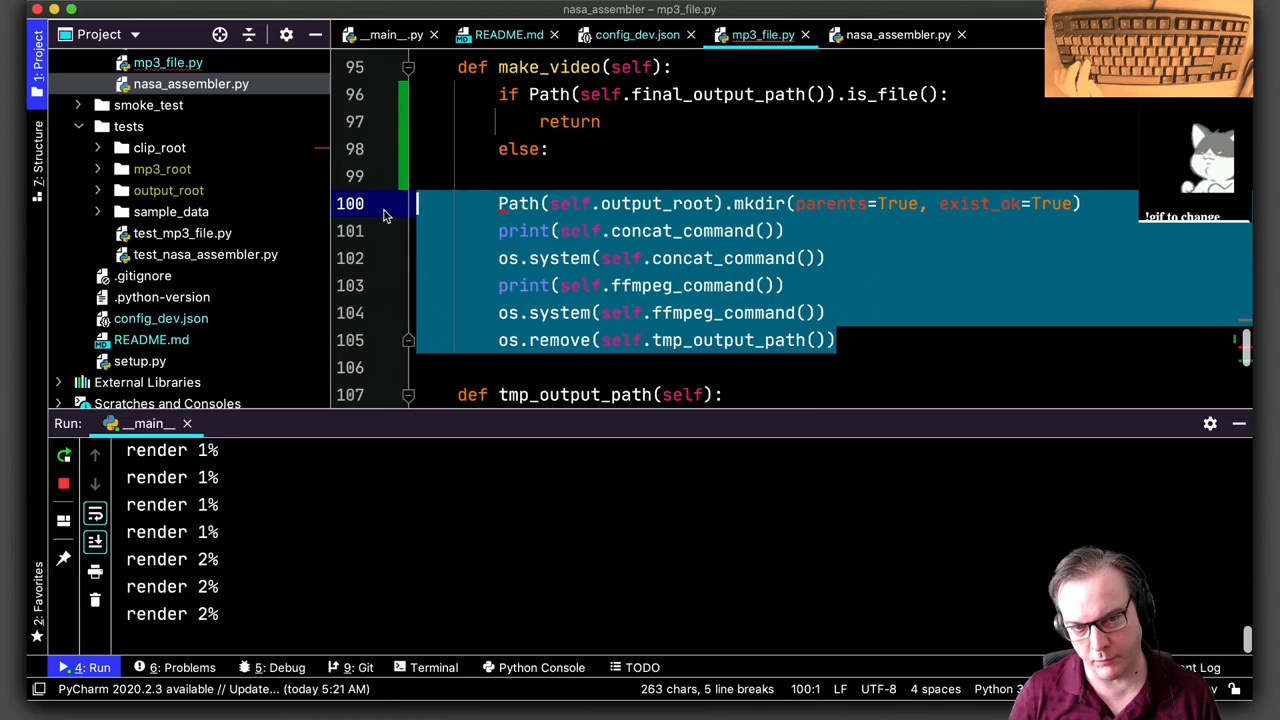 nasa_assembler – mp3_file.py
Project
__main__.py
README.md
config_dev.json
mp3_file.py
nasa_assembler.py
1: Project
7: Structure
2: Favorites
mp3_file.py
nasa_assembler.py
smoke_test
tests
clip_root
mp3_root
output_root
sample_data
test_mp3_file.py
test_nasa_assembler.py
.gitignore
.python-version
config_dev.json
README.md
setup.py
External Libraries
Scratches and Consoles
95 def make_video(self):
96 if Path(self.final_output_path()).is_file():
97 return
98 else:
99
100 Path(self.output_root).mkdir(parents=True, exist_ok=True)
101 print(self.concat_command())
102 os.system(self.concat_command())
103 print(self.ffmpeg_command())
104 os.system(self.ffmpeg_command())
105 os.remove(self.tmp_output_path())
106
107 def tmp_output_path(self):
!gif to change
Run: __main__
render 1%
render 1%
render 1%
render 1%
render 2%
render 2%
render 2%
4: Run
6: Problems
5: Debug
9: Git
Terminal
Python Console
TODO
nt Log
PyCharm 2020.2.3 available // Update... (today 5:21 AM)
263 chars, 5 line breaks
100:1
LF
UTF-8
4 spaces
Python 3